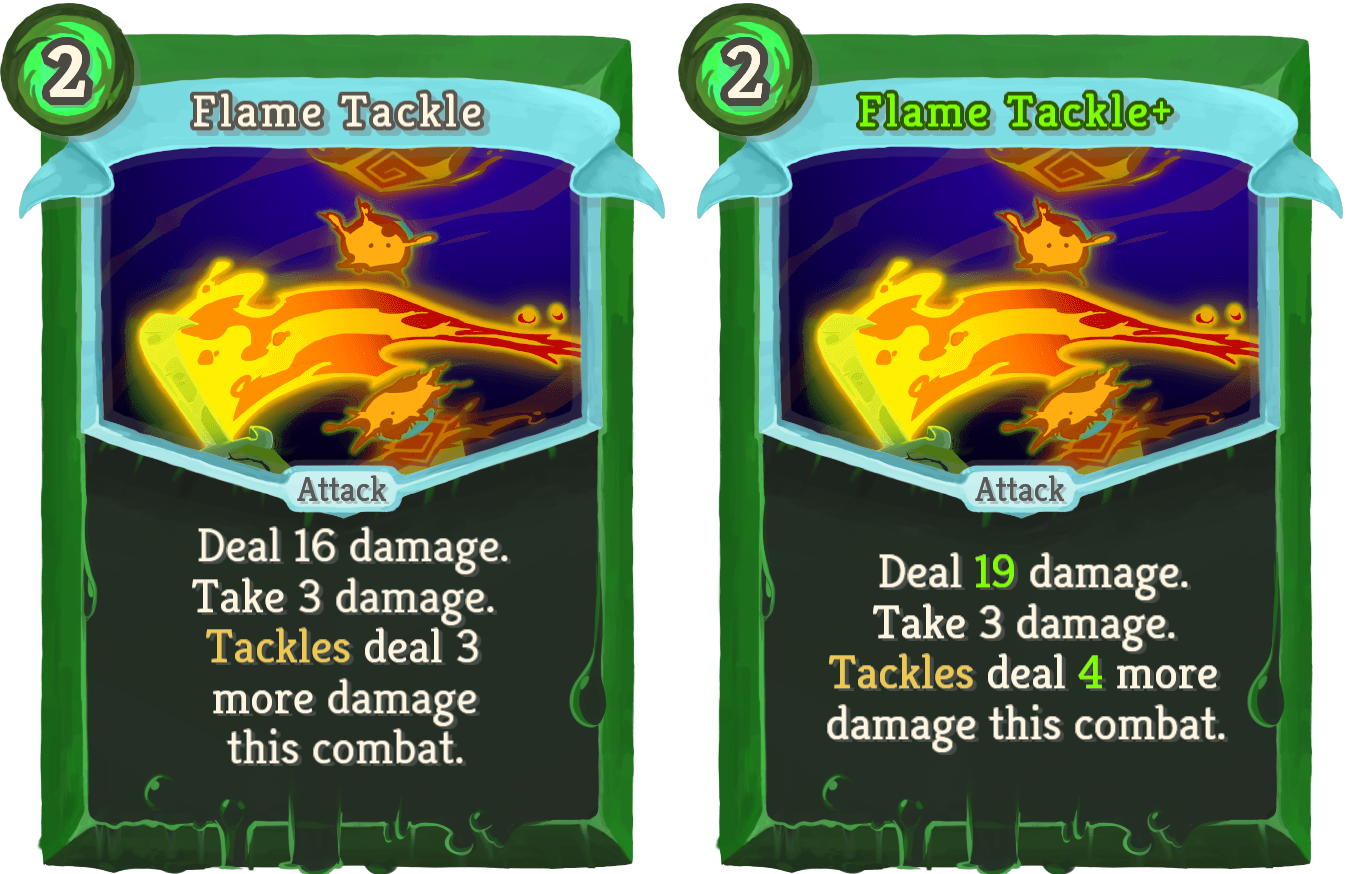 2
Flame Tackle
Attack
Deal 16 damage.
Take 3 damage.
Tackles deal 3
more damage
this combat.
2
Flame Tackle+
Attack
Deal 19 damage.
Take 3 damage.
Tackles deal 4 more
damage this combat.